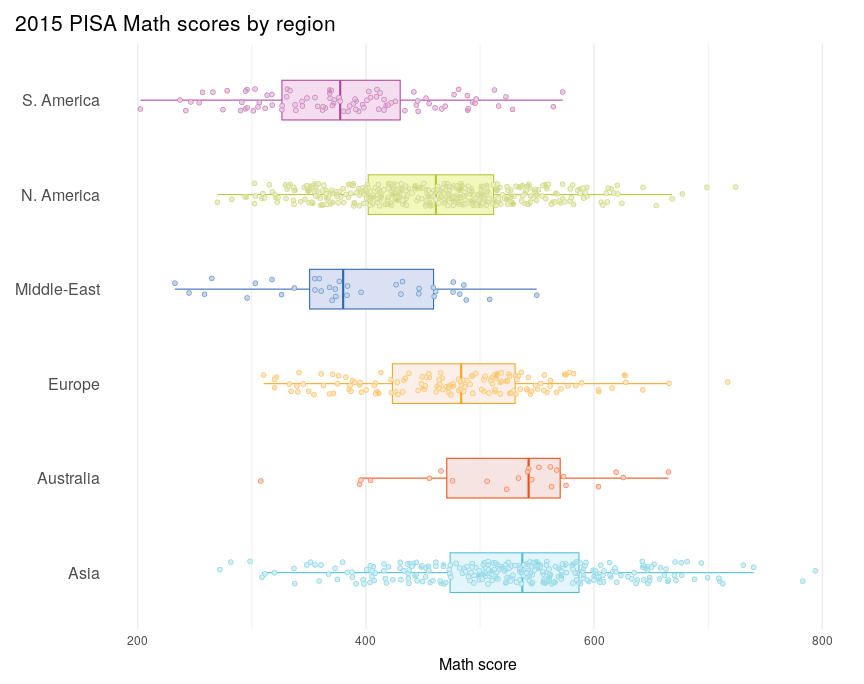 2015 PISA Math scores by region
S. America
N. America
Middle-East
Europe
Australia
Asia
200 400 600 800
Math score